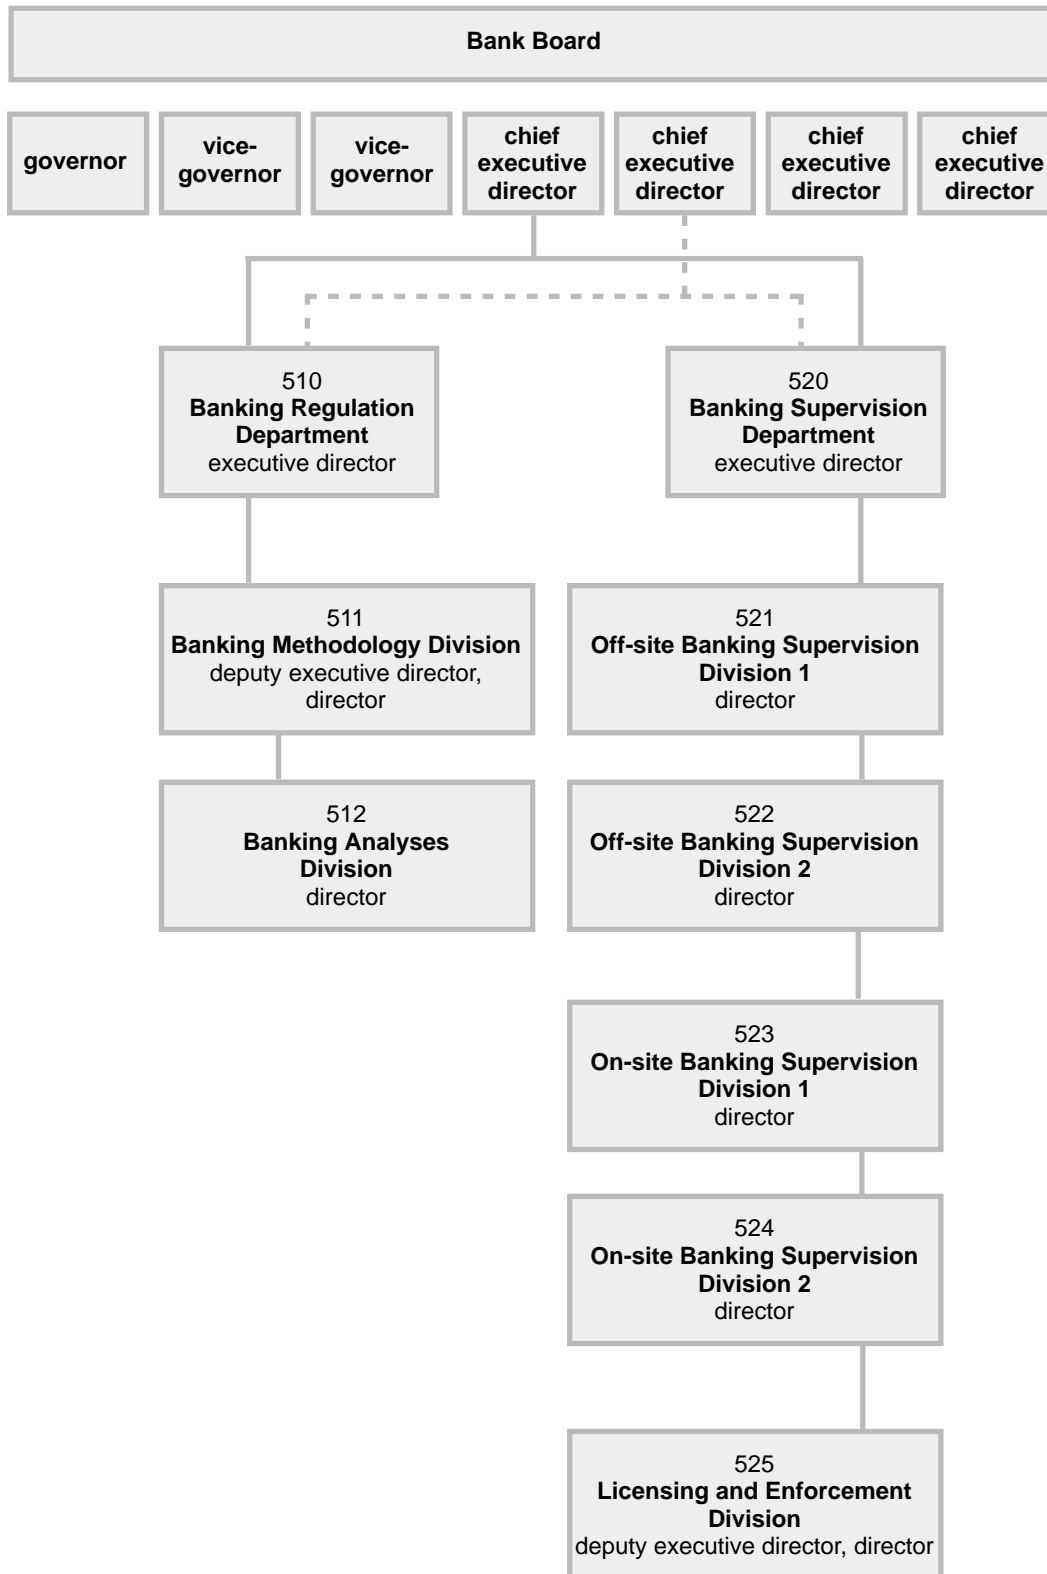 Bank Board
governor
vice-
governor
vice-
governor
chief
executive
director
chief
executive
director
chief
executive
director
chief
executive
director
510
Banking Regulation
Department
executive director
520
Banking Supervision
Department
executive director
511
Banking Methodology Division
deputy executive director,
director
521
Off-site Banking Supervision
Division 1
director
512
Banking Analyses
Division
director
522
Off-site Banking Supervision
Division 2
director
523
On-site Banking Supervision
Division 1
director
524
On-site Banking Supervision
Division 2
director
525
Licensing and Enforcement
Division
deputy executive director, director